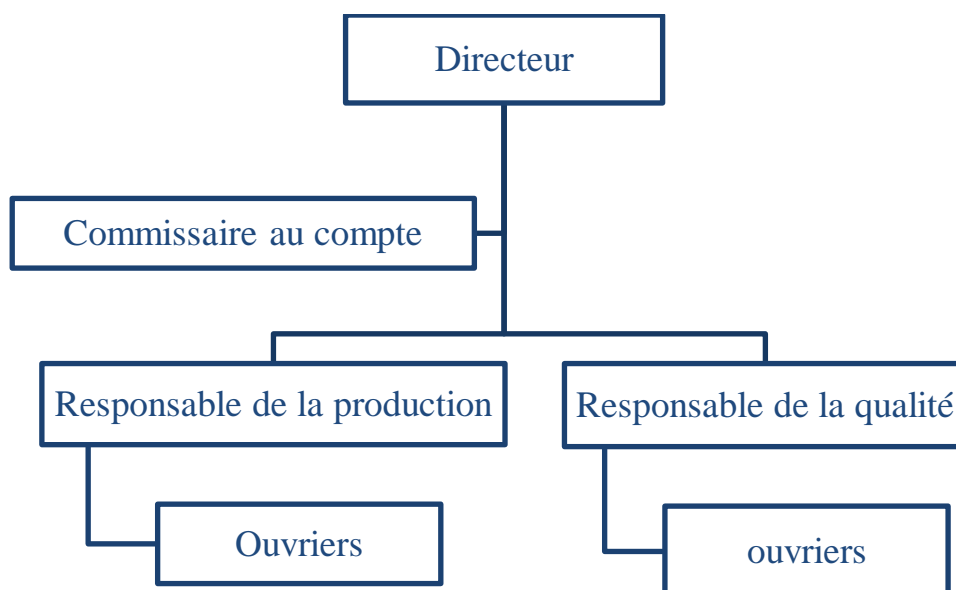 Directeur
Commissaire au compte
Responsable de la production
Responsable de la qualité
Ouvriers
ouvriers